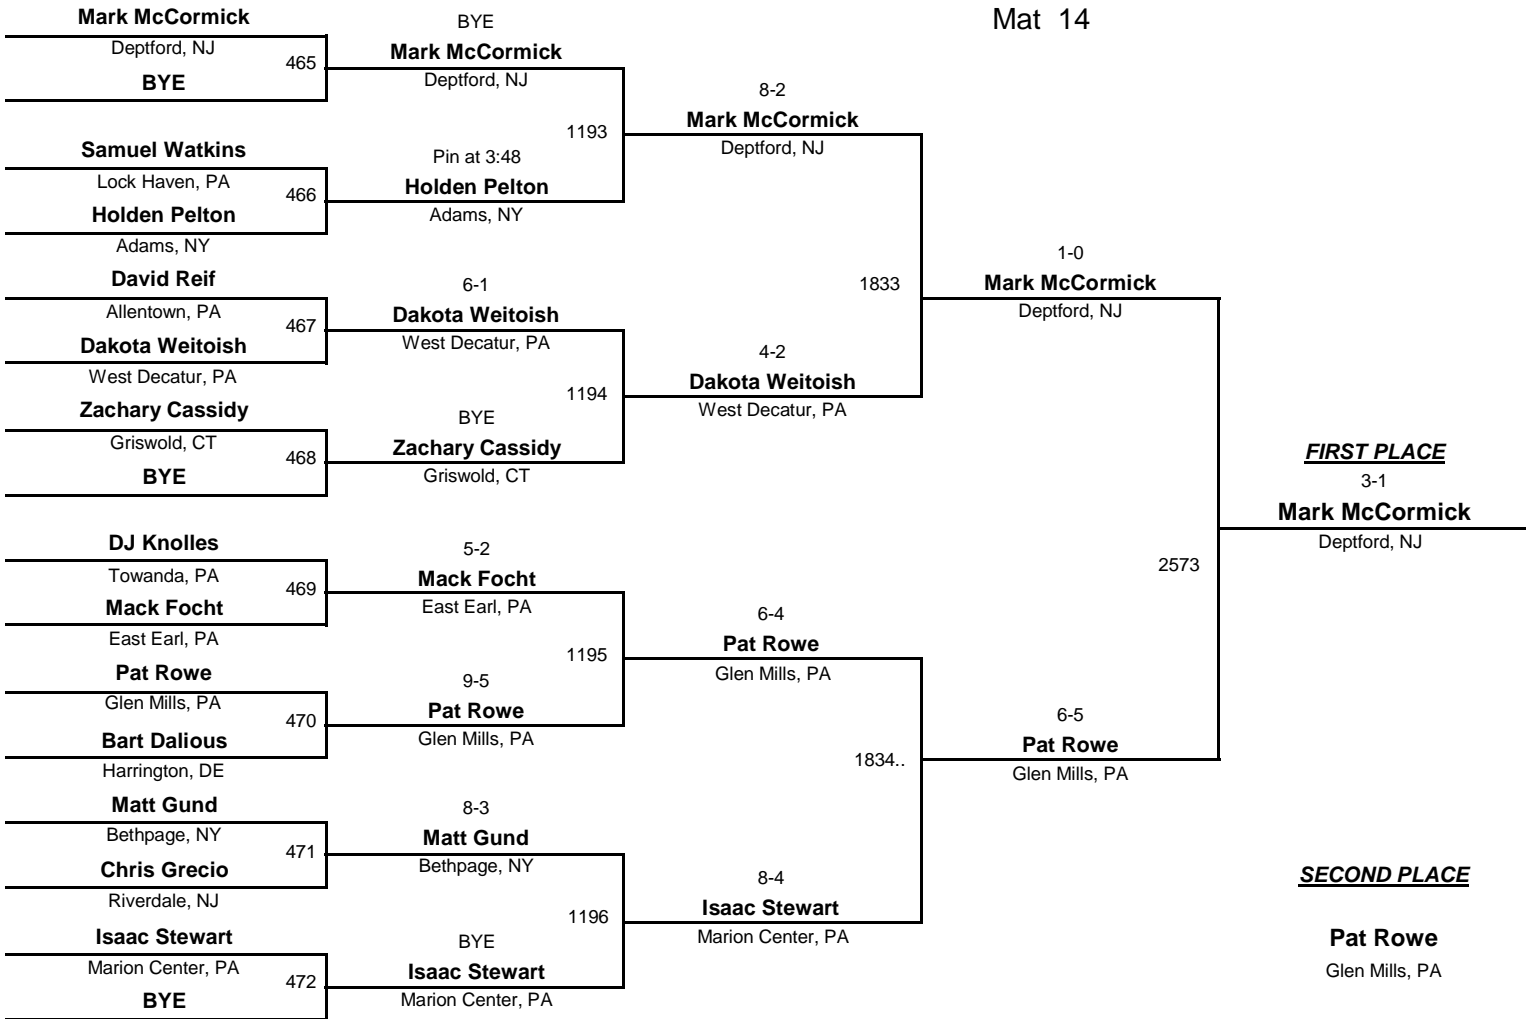 Mat 14
Mark McCormick
Deptford, NJ
465
BYE
Samuel Watkins
Lock Haven, PA
466
Holden Pelton
Adams, NY
David Reif
Allentown, PA
467
Dakota Weitoish
West Decatur, PA
Zachary Cassidy
Griswold, CT
468
BYE
DJ Knolles
Towanda, PA
469
Mack Focht
East Earl, PA
Pat Rowe
Glen Mills, PA
470
Bart Dalious
Harrington, DE
Matt Gund
Bethpage, NY
471
Chris Grecio
Riverdale, NJ
Isaac Stewart
Marion Center, PA
472
BYE
BYE
Mark McCormick
Deptford, NJ
1193
Pin at 3:48
Holden Pelton
Adams, NY
6-1
Dakota Weitoish
West Decatur, PA
1194
BYE
Zachary Cassidy
Griswold, CT
5-2
Mack Focht
East Earl, PA
1195
9-5
Pat Rowe
Glen Mills, PA
8-3
Matt Gund
Bethpage, NY
1196
BYE
Isaac Stewart
Marion Center, PA
8-2
Mark McCormick
Deptford, NJ
1833
4-2
Dakota Weitoish
West Decatur, PA
6-4
Pat Rowe
Glen Mills, PA
1834..
8-4
Isaac Stewart
Marion Center, PA
1-0
Mark McCormick
Deptford, NJ
2573
6-5
Pat Rowe
Glen Mills, PA
FIRST PLACE
3-1
Mark McCormick
Deptford, NJ
SECOND PLACE
Pat Rowe
Glen Mills, PA